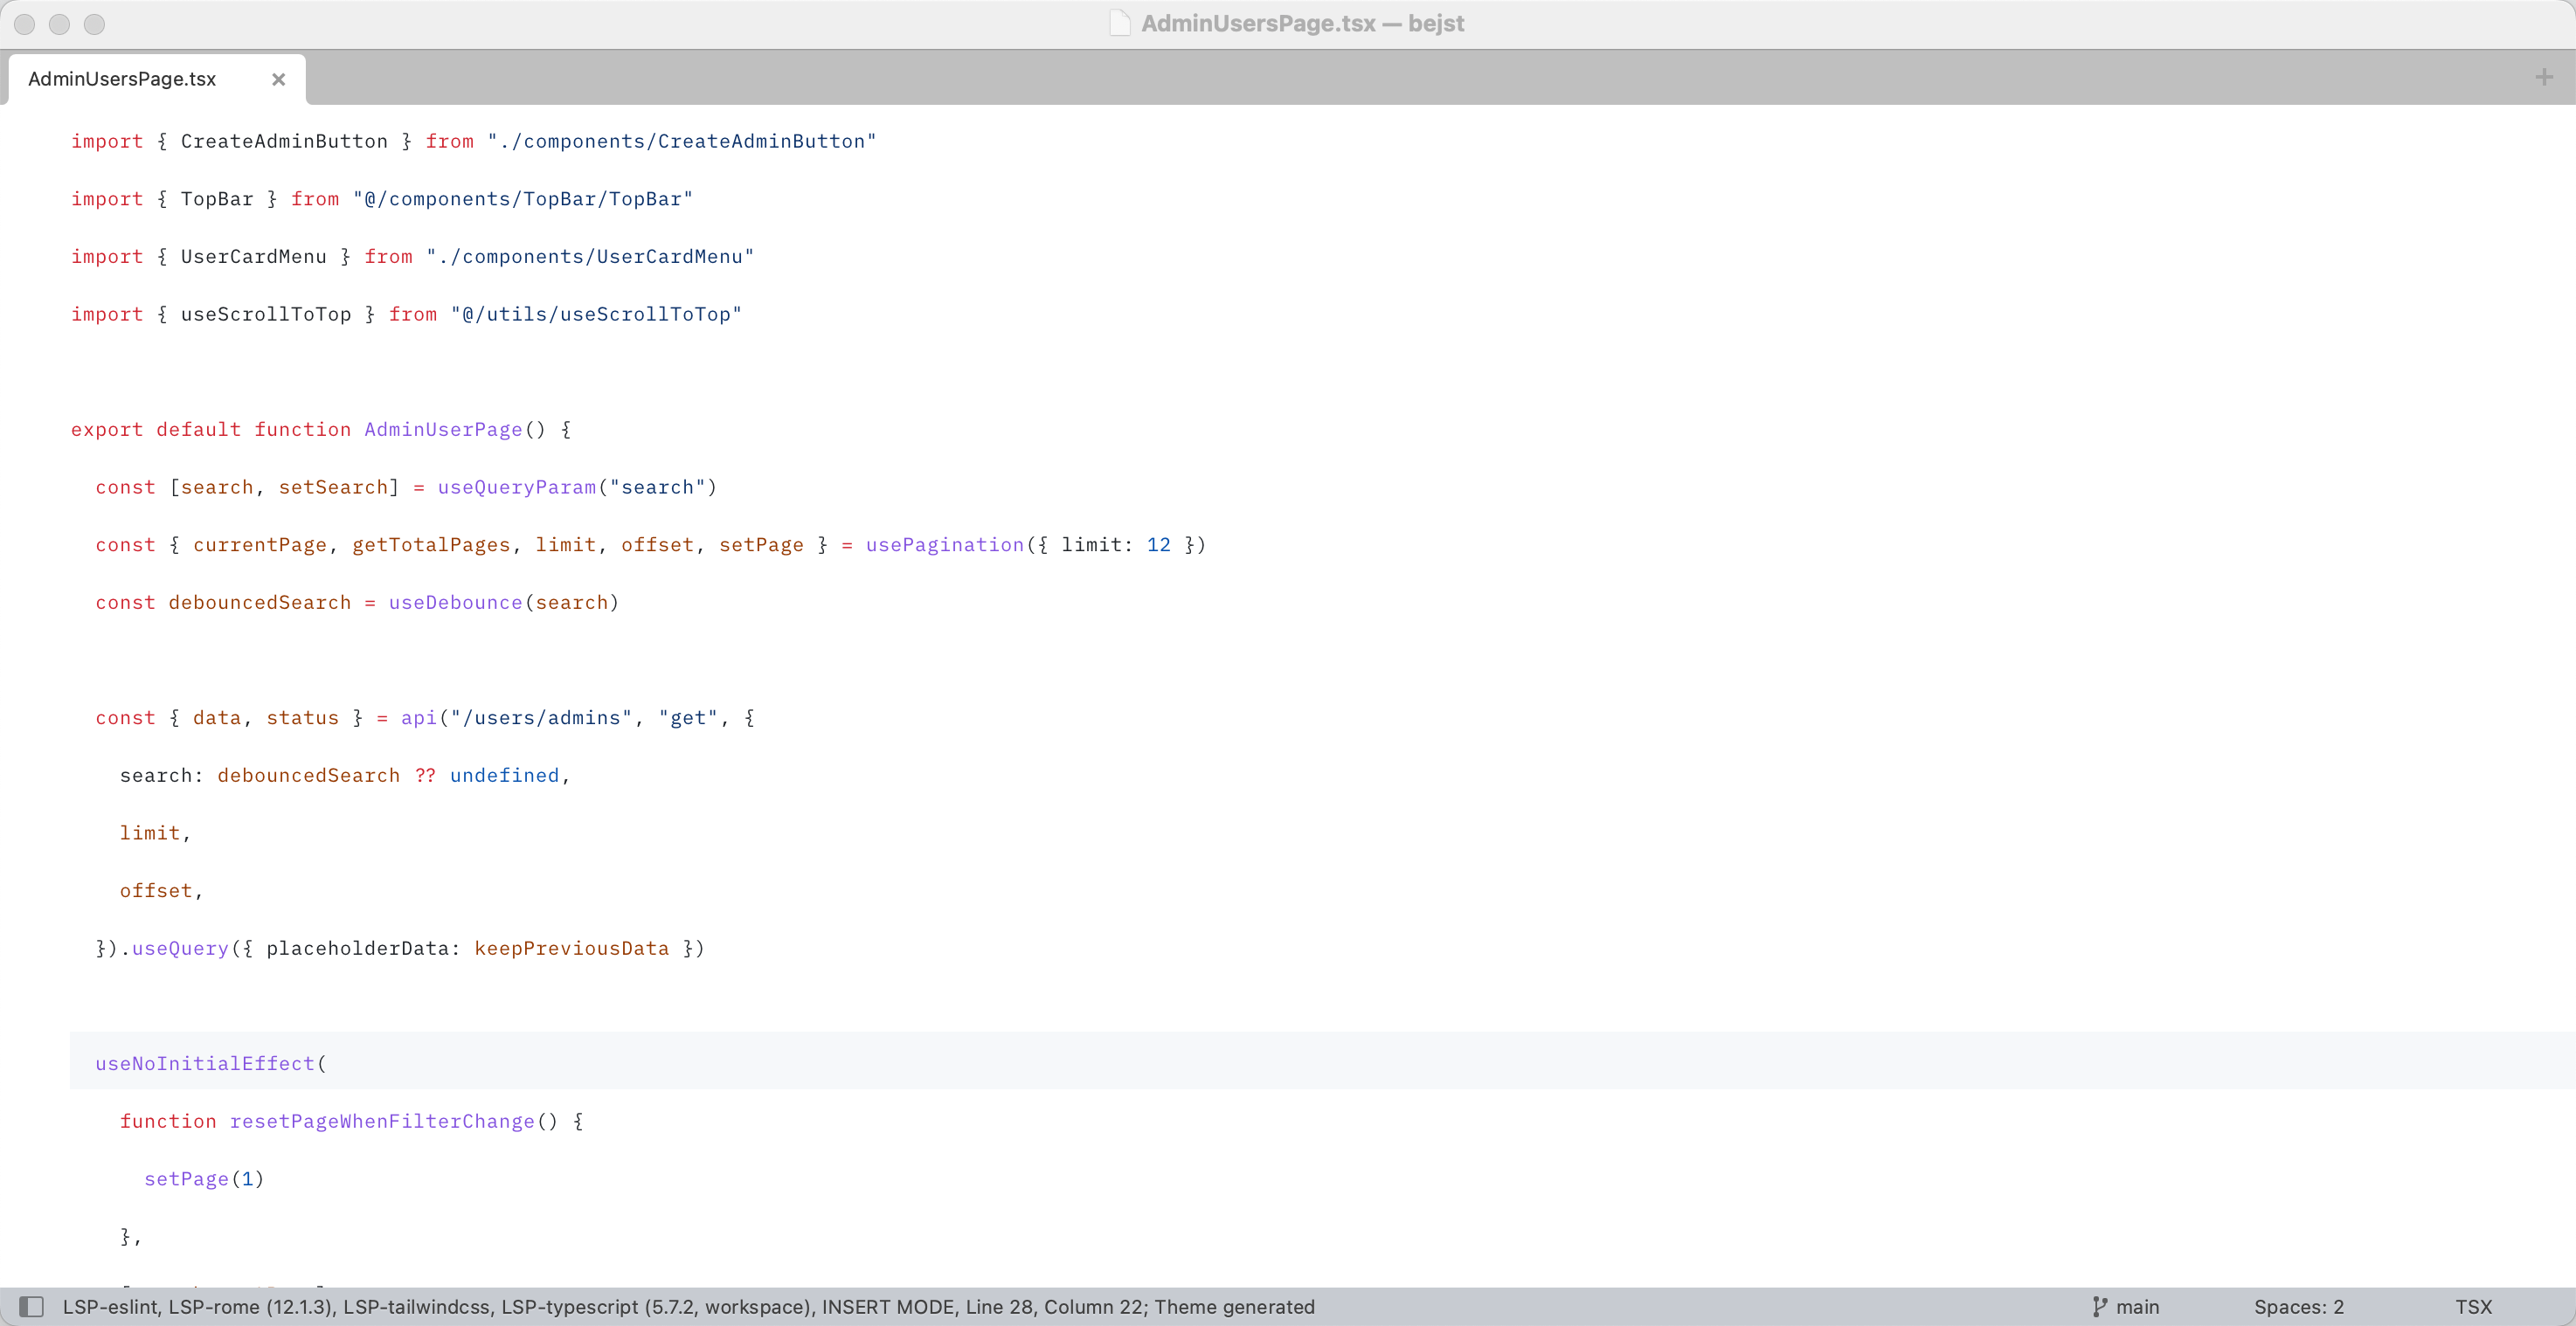 AdminUsersPage.tsx — bejst
AdminUsersPage.tsx
import { CreateAdminButton } from "./components/CreateAdminButton"
import { TopBar } from "@/components/TopBar/TopBar"
import { UserCardMenu } from "./components/UserCardMenu"
import { useScrollToTop } from "@/utils/useScrollToTop"
export default function AdminUserPage() {
  const [search, setSearch] = useQueryParam("search")
  const { currentPage, getTotalPages, limit, offset, setPage } = usePagination({ limit: 12 })
  const debouncedSearch = useDebounce(search)
  const { data, status } = api("/users/admins", "get", {
    search: debouncedSearch ?? undefined,
    limit,
    offset,
  }).useQuery({ placeholderData: keepPreviousData })
  useNoInitialEffect(
    function resetPageWhenFilterChange() {
      setPage(1)
    },
LSP-eslint, LSP-rome (12.1.3), LSP-tailwindcss, LSP-typescript (5.7.2, workspace), INSERT MODE, Line 28, Column 22; Theme generated
main
Spaces: 2
TSX